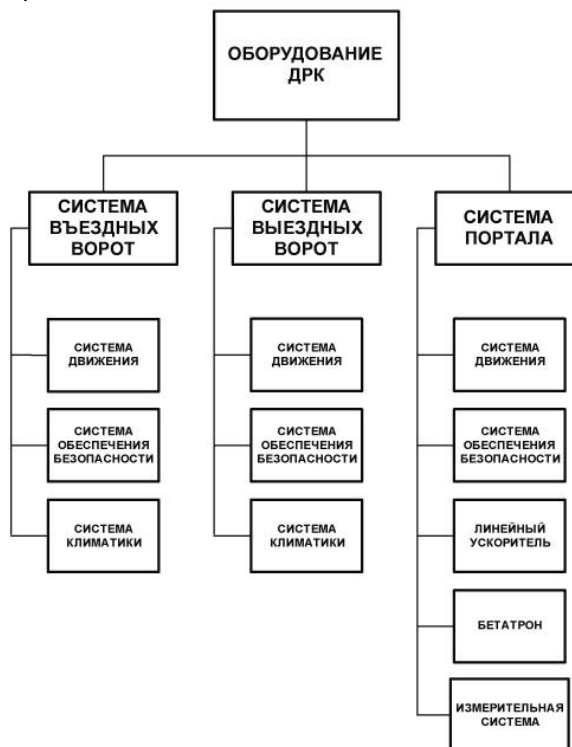 ОБОРУДОВАНИЕ
ДРК
СИСТЕМА
ВЪЕЗДНЫХ
ВОРОТ
СИСТЕМА
ВЫЕЗДНЫХ
ВОРОТ
СИСТЕМА
ПОРТАЛА
СИСТЕМА
ДВИЖЕНИЯ
СИСТЕМА
ОБЕСПЕЧЕНИЯ
БЕЗОПАСНОСТИ
СИСТЕМА
КЛИМАТИКИ
СИСТЕМА
ДВИЖЕНИЯ
СИСТЕМА
ОБЕСПЕЧЕНИЯ
БЕЗОПАСНОСТИ
СИСТЕМА
КЛИМАТИКИ
СИСТЕМА
ДВИЖЕНИЯ
СИСТЕМА
ОБЕСПЕЧЕНИЯ
БЕЗОПАСНОСТИ
ЛИНЕЙНЫЙ
УСКОРИТЕЛЬ
БЕТАТРОН
ИЗМЕРИТЕЛЬНАЯ
СИСТЕМА